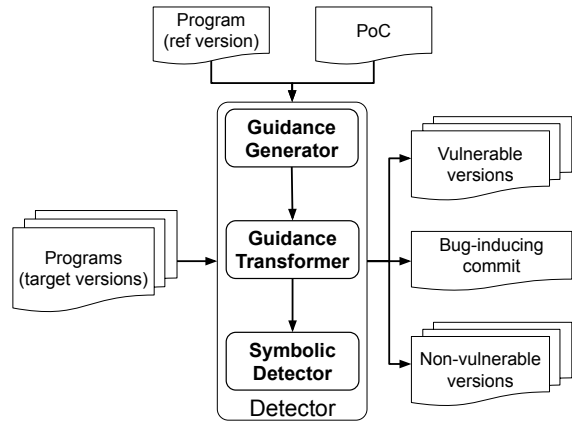 Program
(ref version)
PoC
Guidance
Generator
Vulnerable
versions
Programs
(target versions)
Guidance
Transformer
Bug-inducing
commit
Symbolic
Detector
Non-vulnerable
versions
Detector